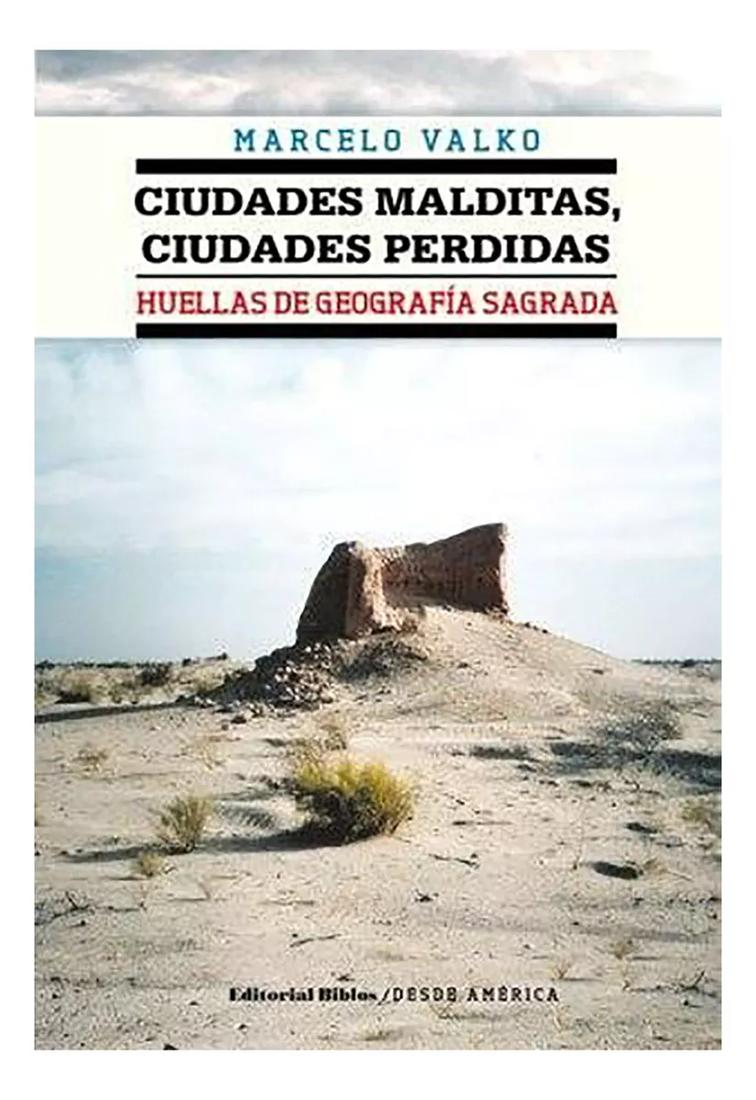 MARCELO VALKO
CIUDADES MALDITAS,
CIUDADES PERDIDAS
HUELLAS DE GEOGRAFÍA SAGRADA
Editorial Biblos/DESDE AMÉRICA